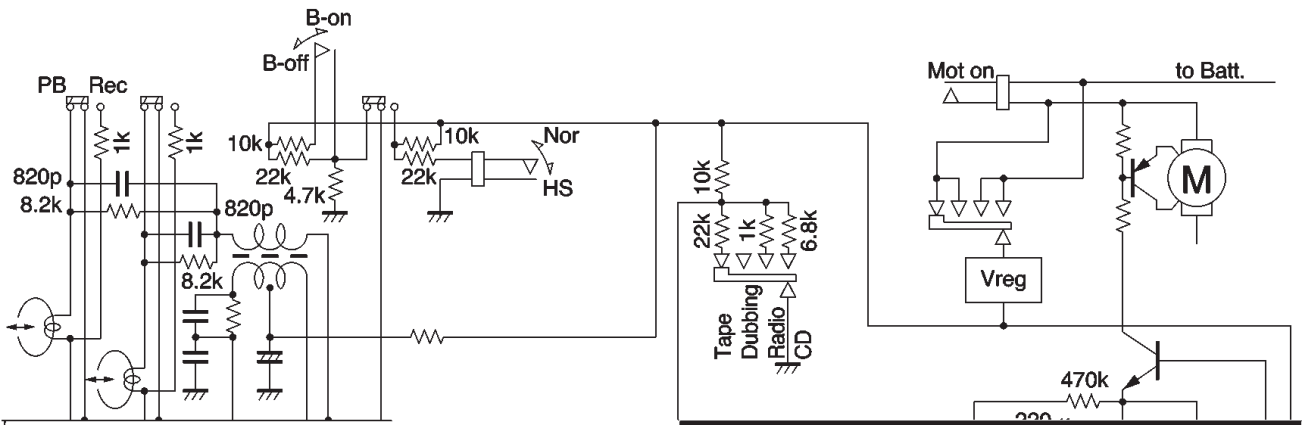 B-on
B-off
PB Rec
1k
1k
10k
22k
4.7k
10k
22k
Nor
HS
820p
8.2k
820p
8.2k
10k
22k
1k
6.8k
Tape
Dubbing
Radio
CD
Mot on
to Batt.
M
Vreg
470k